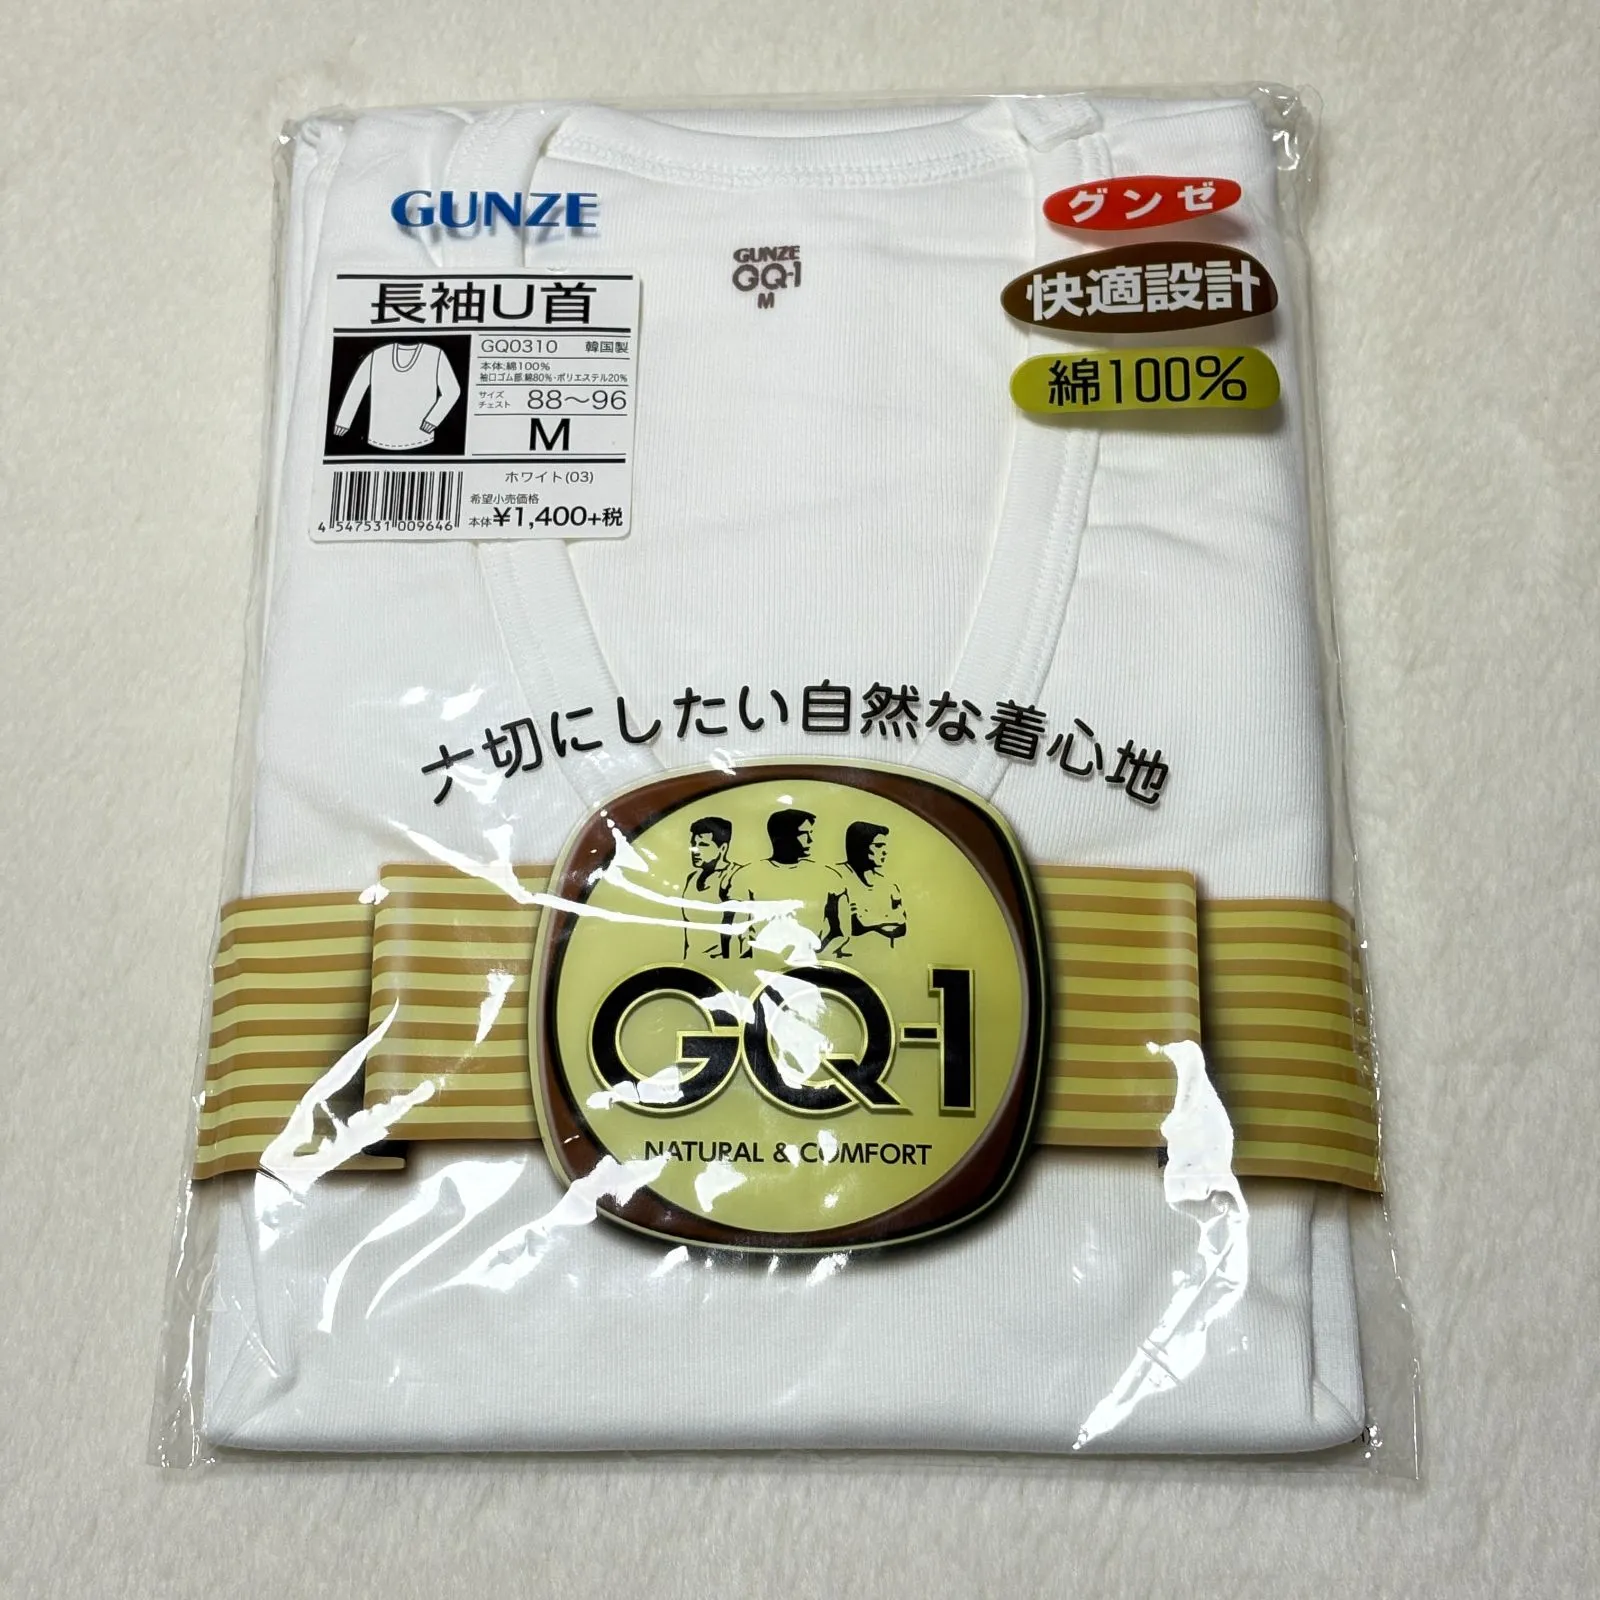 GUNZE
長袖U首
GQ0310 韓国製
本体:綿100%
袖口ゴム部:綿80%・ポリエステル20%
サイズ
チェスト 88〜96
M
ホワイト(03)
希望小売価格
本体¥1,400+税
4 547531 009646
GUNZE
GQ-1
M
グンゼ
快適設計
綿100%
大切にしたい自然な着心地
GQ-1
NATURAL & COMFORT